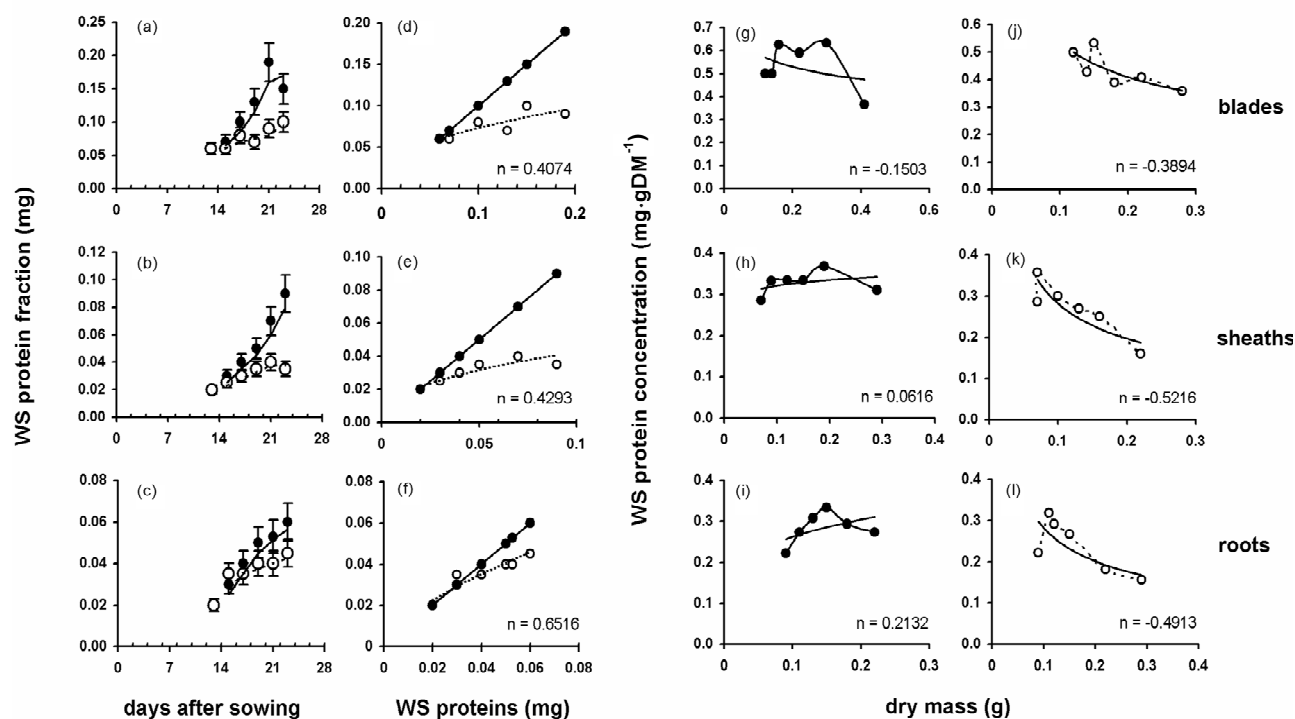 WS protein fraction (mg)
(a)
0.25
0.20
0.15
0.10
0.05
0.00
0 7 14 21 28
(d)
0.20
0.15
0.10
0.05
0.00
n = 0.4074
0 0.1 0.2
(b)
0.12
0.10
0.08
0.06
0.04
0.02
0.00
0 7 14 21 28
(e)
0.10
0.08
0.06
0.04
0.02
0.00
n = 0.4293
0 0.05 0.1
(c)
0.08
0.06
0.04
0.02
0.00
0 7 14 21 28
days after sowing
(f)
0.08
0.06
0.04
0.02
0
n = 0.6516
0.00 0.02 0.04 0.06 0.08
WS proteins (mg)
WS protein concentration (mg·gDM⁻¹)
(g)
0.7
0.6
0.5
0.4
0.3
0.2
0.1
0.0
n = -0.1503
0 0.2 0.4 0.6
(j)
0.6
0.5
0.4
0.3
0.2
0.1
0.0
n = -0.3894
0 0.1 0.2 0.3
blades
(h)
0.4
0.3
0.2
0.1
0.0
n = 0.0616
0 0.1 0.2 0.3 0.4
(k)
0.4
0.3
0.2
0.1
0.0
n = -0.5216
0 0.1 0.2 0.3
sheaths
(i)
0.4
0.3
0.2
0.1
0.0
n = 0.2132
0 0.1 0.2 0.3
(l)
0.4
0.3
0.2
0.1
0.0
n = -0.4913
0 0.1 0.2 0.3 0.4
roots
dry mass (g)